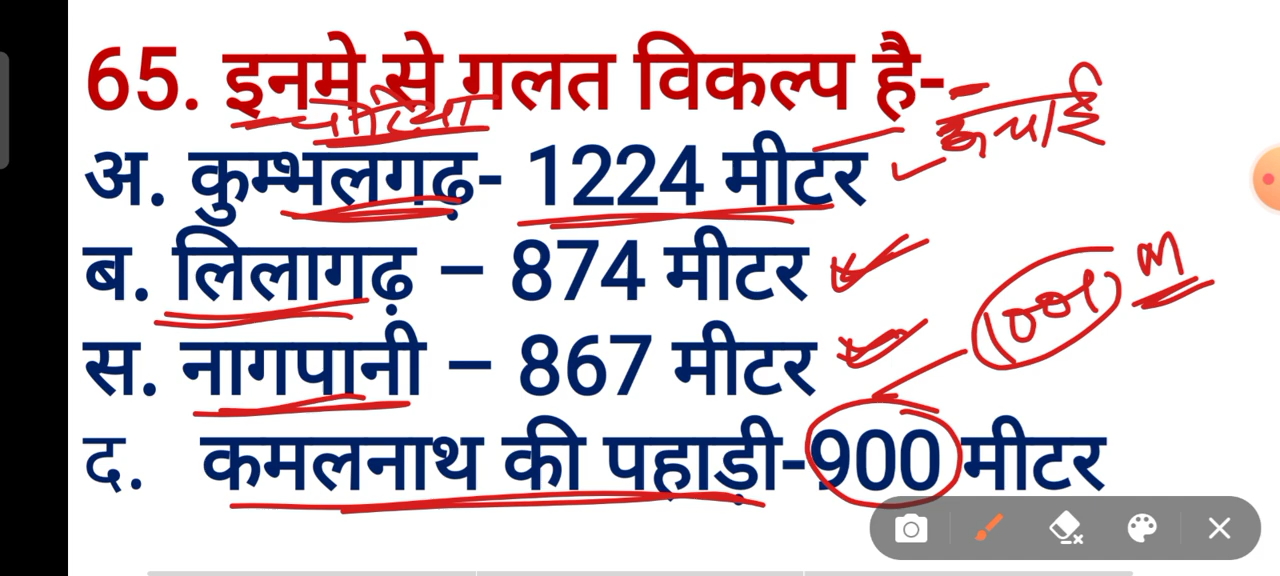 65. इनमे से गलत विकल्प है-
चोटिया
ऊंचाई
अ. कुम्भलगढ़- 1224 मीटर
ब. लिलागढ़ – 874 मीटर
स. नागपानी – 867 मीटर
1001 m
द. कमलनाथ की पहाड़ी-900 मीटर